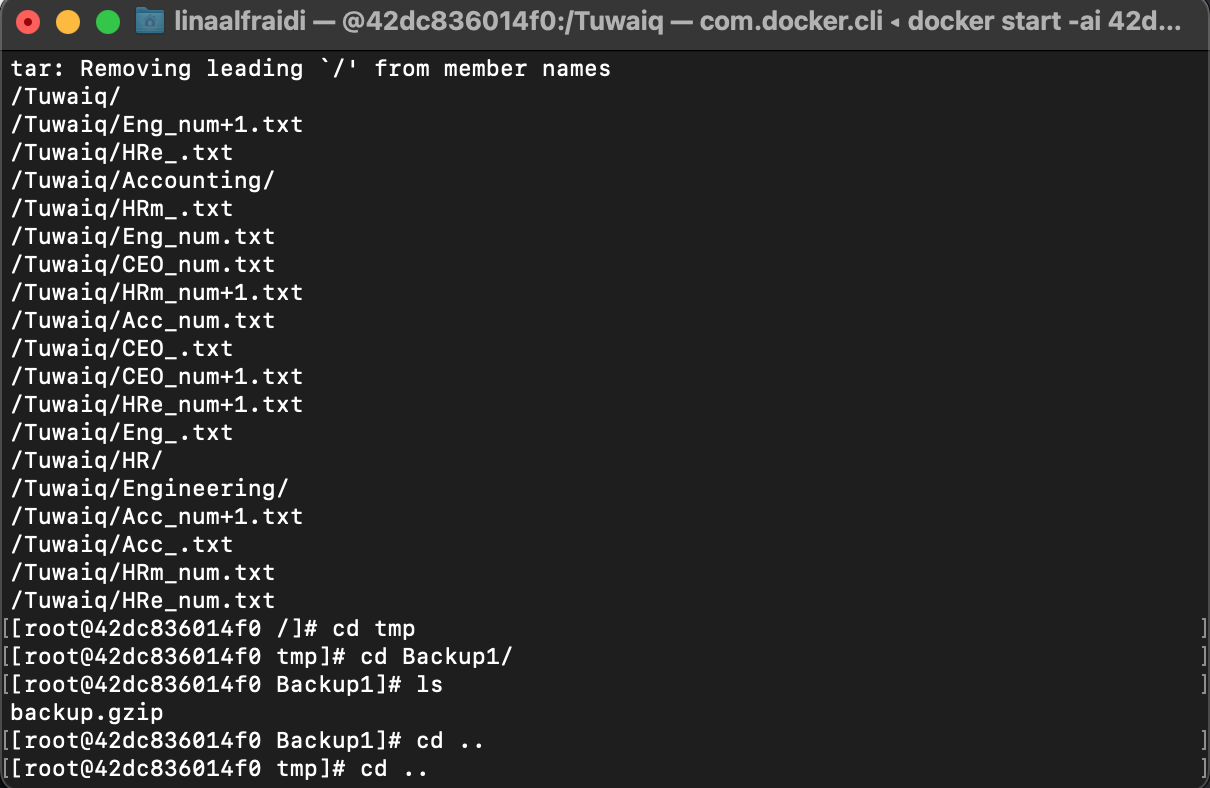 linaalfraidi — @42dc836014f0:/Tuwaiq — com.docker.cli ◂ docker start -ai 42d...
tar: Removing leading `/' from member names
/Tuwaiq/
/Tuwaiq/Eng_num+1.txt
/Tuwaiq/HRe_.txt
/Tuwaiq/Accounting/
/Tuwaiq/HRm_.txt
/Tuwaiq/Eng_num.txt
/Tuwaiq/CEO_num.txt
/Tuwaiq/HRm_num+1.txt
/Tuwaiq/Acc_num.txt
/Tuwaiq/CEO_.txt
/Tuwaiq/CEO_num+1.txt
/Tuwaiq/HRe_num+1.txt
/Tuwaiq/Eng_.txt
/Tuwaiq/HR/
/Tuwaiq/Engineering/
/Tuwaiq/Acc_num+1.txt
/Tuwaiq/Acc_.txt
/Tuwaiq/HRm_num.txt
/Tuwaiq/HRe_num.txt
[[root@42dc836014f0 /]# cd tmp ]
[[root@42dc836014f0 tmp]# cd Backup1/ ]
[[root@42dc836014f0 Backup1]# ls ]
backup.gzip
[[root@42dc836014f0 Backup1]# cd .. ]
[[root@42dc836014f0 tmp]# cd .. ]